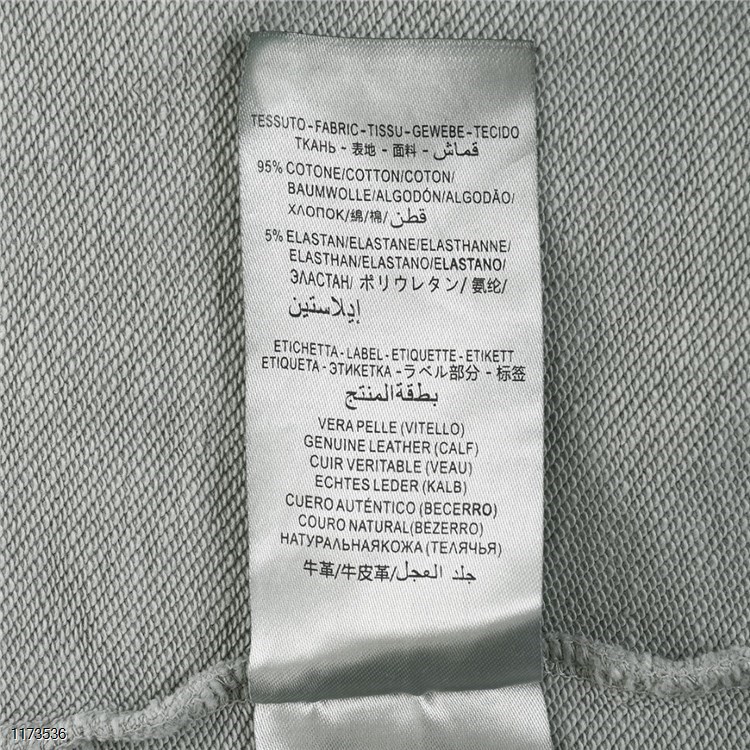 TESSUTO-FABRIC-TISSU-GEWEBE-TECIDO
ТКАНЬ - 表地 - 面料 - قماش
95% COTONE/COTTON/COTON/
BAUMWOLLE/ALGODÓN/ALGODÃO/
ХЛОПОК/綿/棉/قطن
5% ELASTAN/ELASTANE/ELASTHANNE/
ELASTHAN/ELASTANO/ELASTANO/
ЭЛАСТАН/ ポリウレタン/ 氨纶/
إيلاستين
ETICHETTA-LABEL-ETIQUETTE-ETIKETT
ETIQUETA-ЭТИКЕТКА-ラベル部分-标签
بطقة المنتج
VERA PELLE (VITELLO)
GENUINE LEATHER (CALF)
CUIR VERITABLE (VEAU)
ECHTES LEDER (KALB)
CUERO AUTÉNTICO (BECERRO)
COURO NATURAL(BEZERRO)
НАТУРАЛЬНАЯКОЖА (ТЕЛЯЧЬЯ)
牛革/牛皮革/جلد العجل
1173536